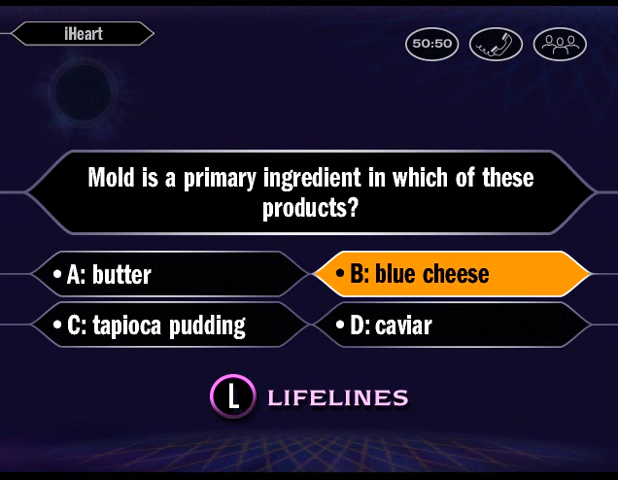 iHeart
50:50
Mold is a primary ingredient in which of these
products?
• A: butter
• B: blue cheese
• C: tapioca pudding
• D: caviar
L LIFELINES